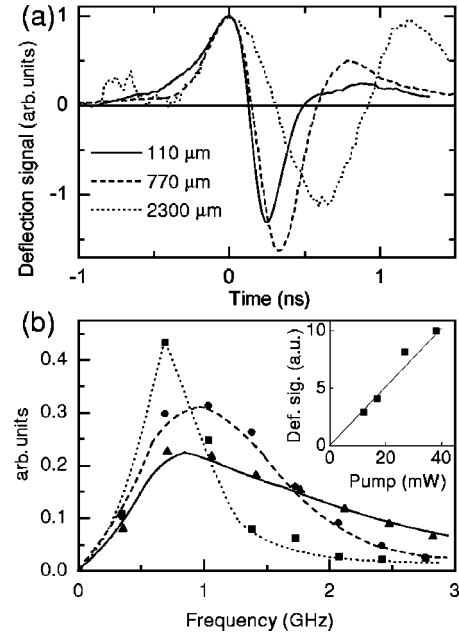 (a)
Deflection signal (arb.units)
1
0
-1
110 µm
770 µm
2300 µm
-1
0
1
Time (ns)
(b)
arb.units
0.4
0.3
0.2
0.1
0.0
0
1
2
3
Frequency (GHz)
Def. sig. (a.u.)
10
5
0
0
20
40
Pump (mW)